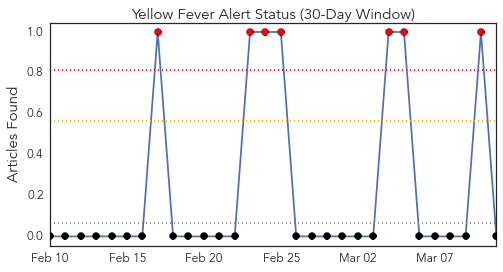 Yellow Fever Alert Status (30-Day Window)
Articles Found
1.0
0.8
0.6
0.4
0.2
0.0
Feb 10 Feb 15 Feb 20 Feb 25 Mar 02 Mar 07